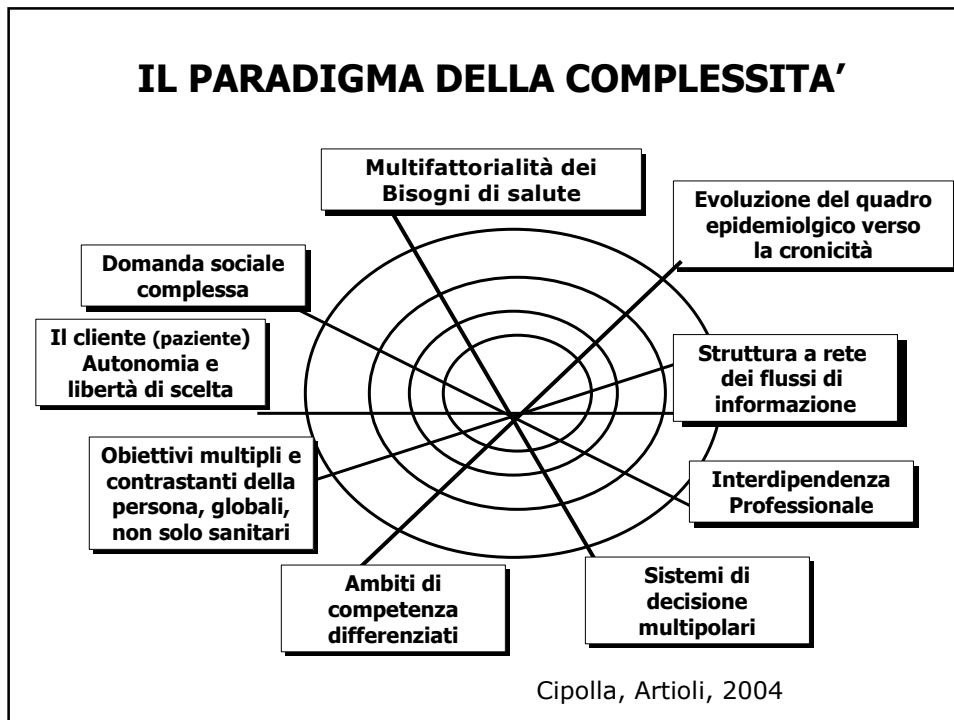 IL PARADIGMA DELLA COMPLESSITA’
Multifattorialità dei
Bisogni di salute
Evoluzione del quadro
epidemiolgico verso
la cronicità
Domanda sociale
complessa
Il cliente (paziente)
Autonomia e
libertà di scelta
Struttura a rete
dei flussi di
informazione
Obiettivi multipli e
contrastanti della
persona, globali,
non solo sanitari
Interdipendenza
Professionale
Ambiti di
competenza
differenziati
Sistemi di
decisione
multipolari
Cipolla, Artioli, 2004